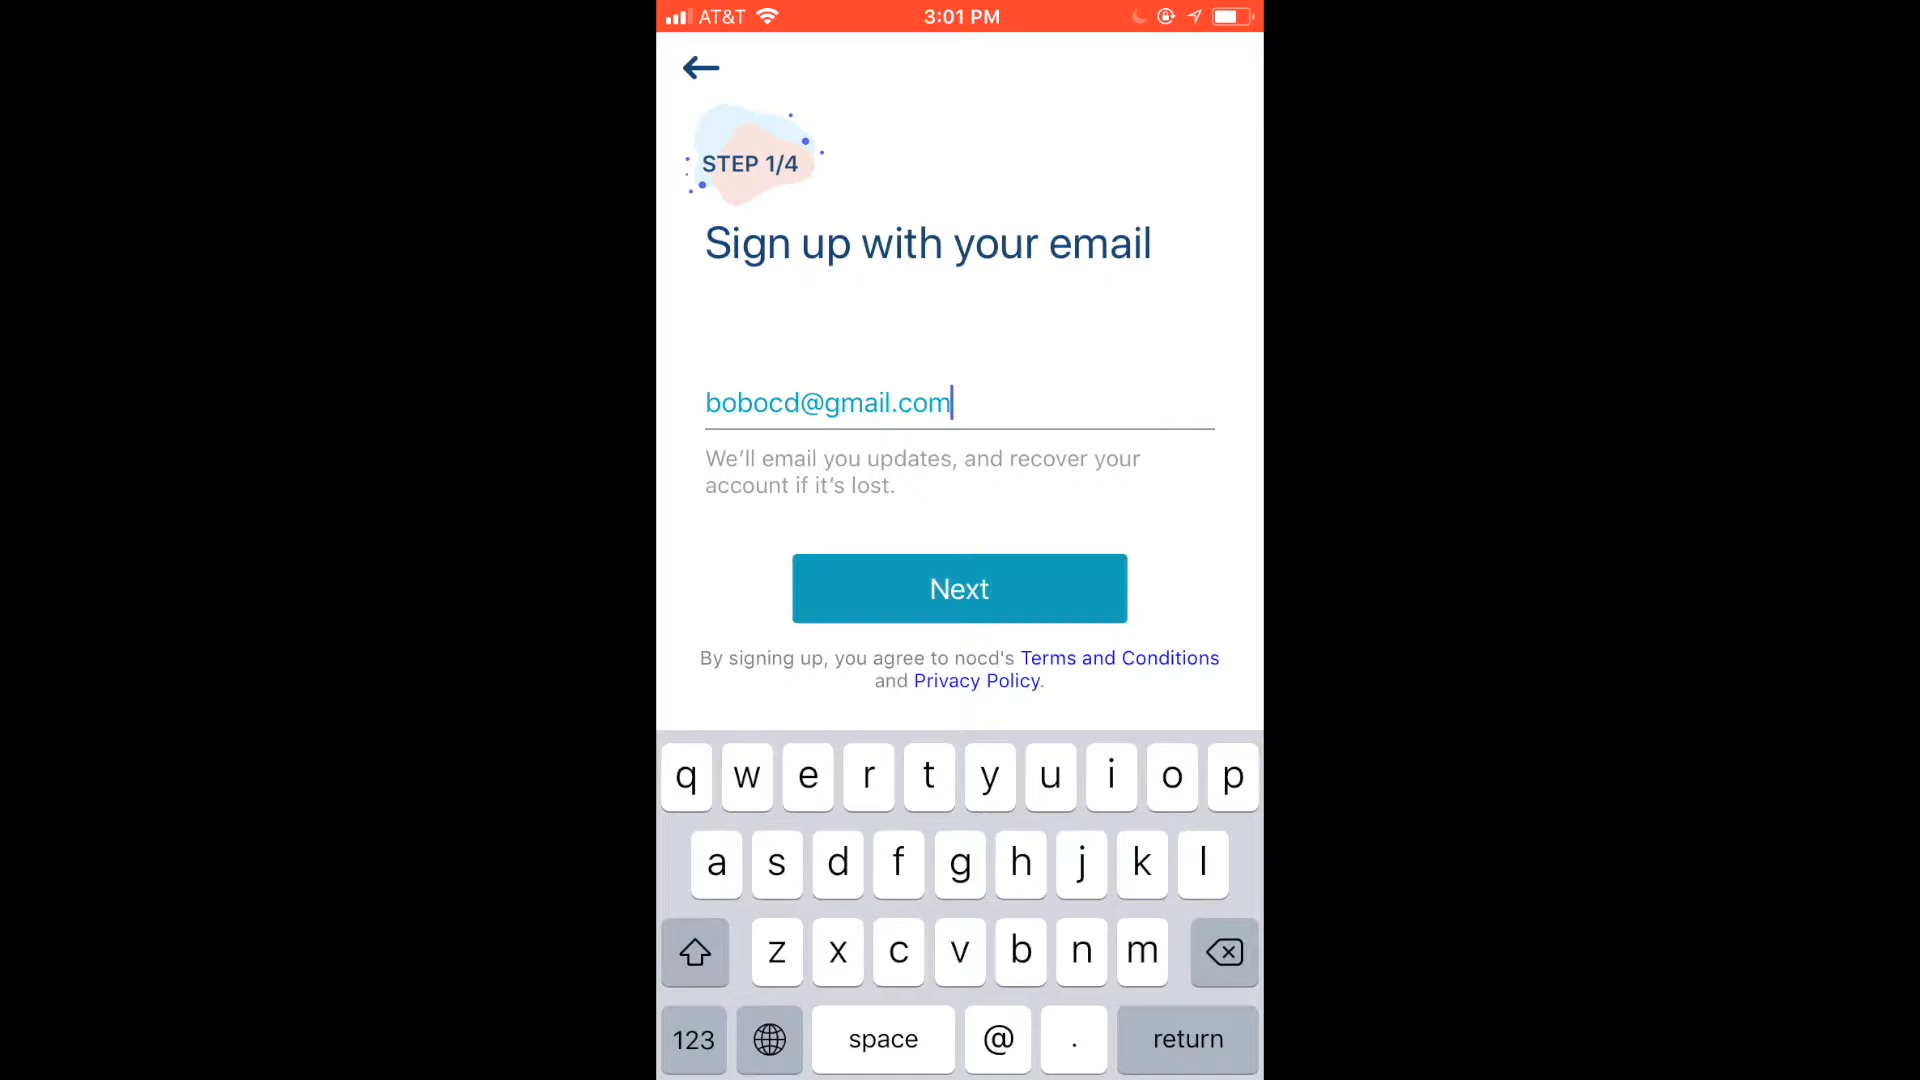 AT&T 3:01 PM
STEP 1/4
Sign up with your email
bobocd@gmail.com
We'll email you updates, and recover your
account if it's lost.
Next
By signing up, you agree to nocd's Terms and Conditions
and Privacy Policy.
q w e r t y u i o p
a s d f g h j k l
z x c v b n m
123 space @ . return